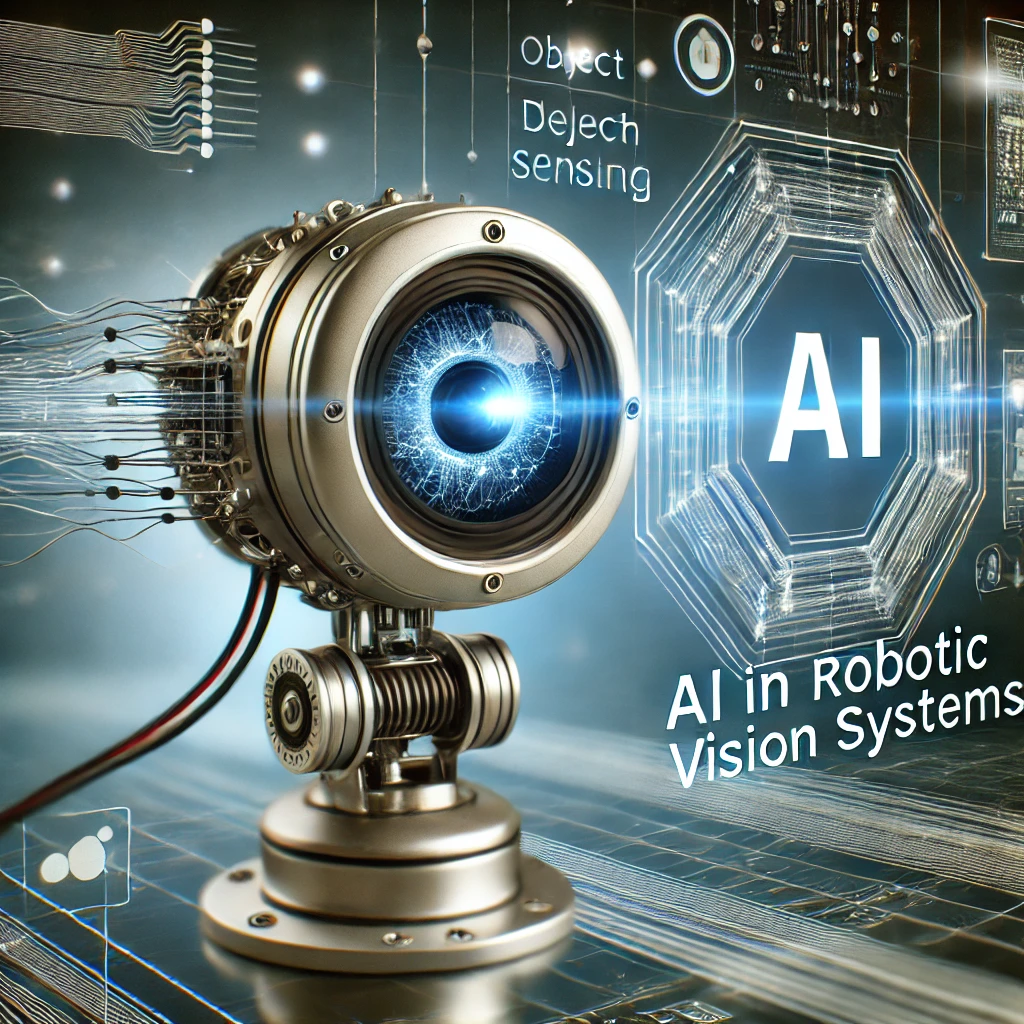 Object
Dejech
sensing
AI
AI in Robotic
Vision Systems